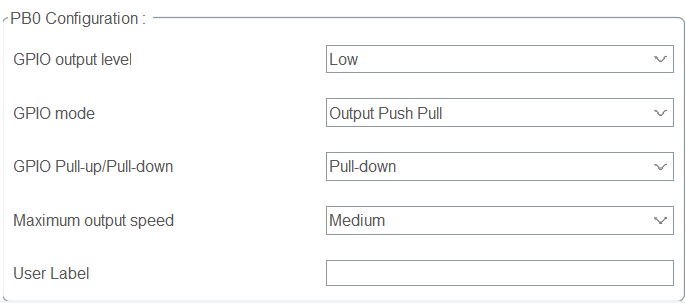 PB0 Configuration :
GPIO output level Low
GPIO mode Output Push Pull
GPIO Pull-up/Pull-down Pull-down
Maximum output speed Medium
User Label